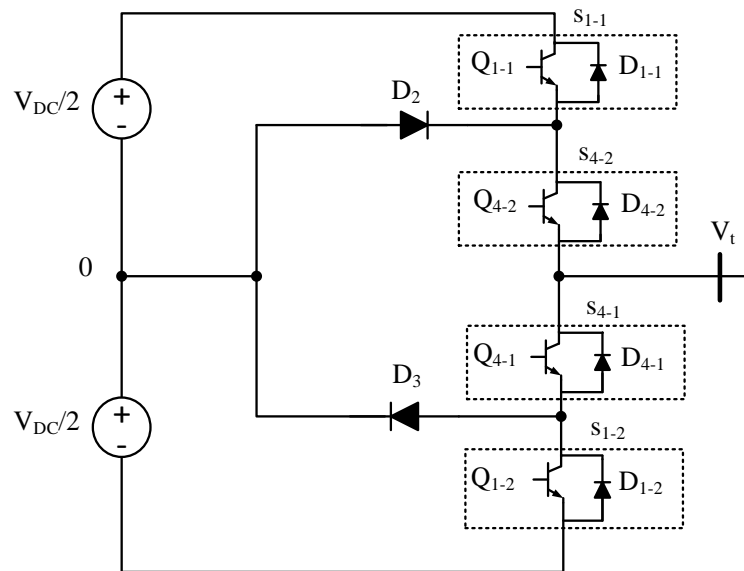 s1-1
Q1-1
D1-1
VDC/2
+
-
D2
s4-2
Q4-2
D4-2
Vt
0
s4-1
Q4-1
D4-1
D3
VDC/2
+
-
s1-2
Q1-2
D1-2